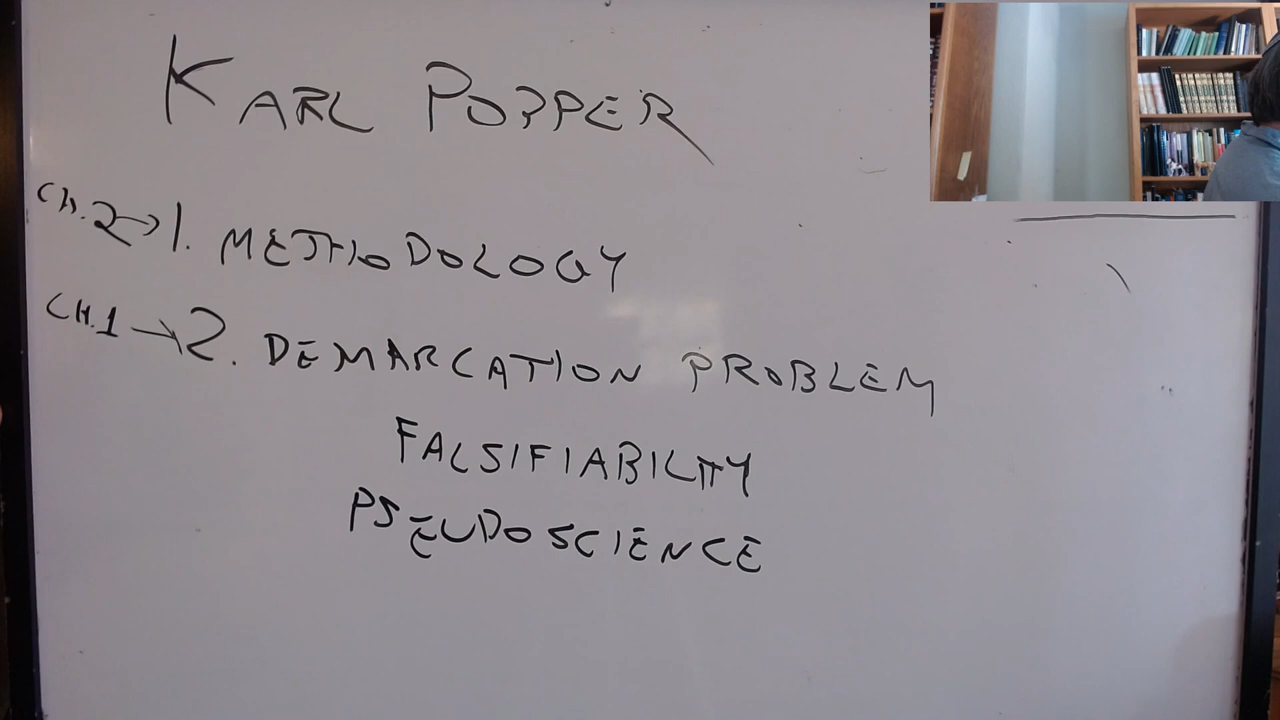 KARL POPPER
CH.2→1. METHODOLOGY
CH.1→2. DEMARCATION PROBLEM
FALSIFIABILITY
PSEUDOSCIENCE